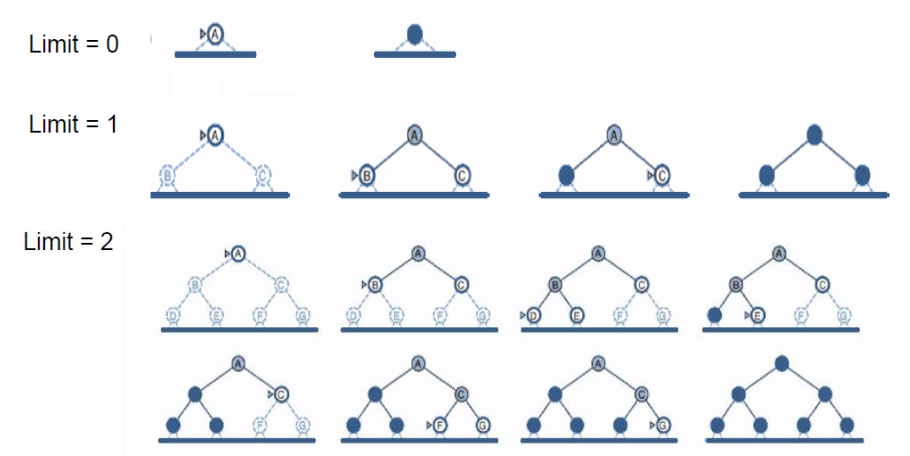 Limit = 0
A
Limit = 1
A A A
B C B C C
Limit = 2
A A A A
B C B C B C B C
D E F G D E F G D E F G E F G
A A A
C C C
F G F G G